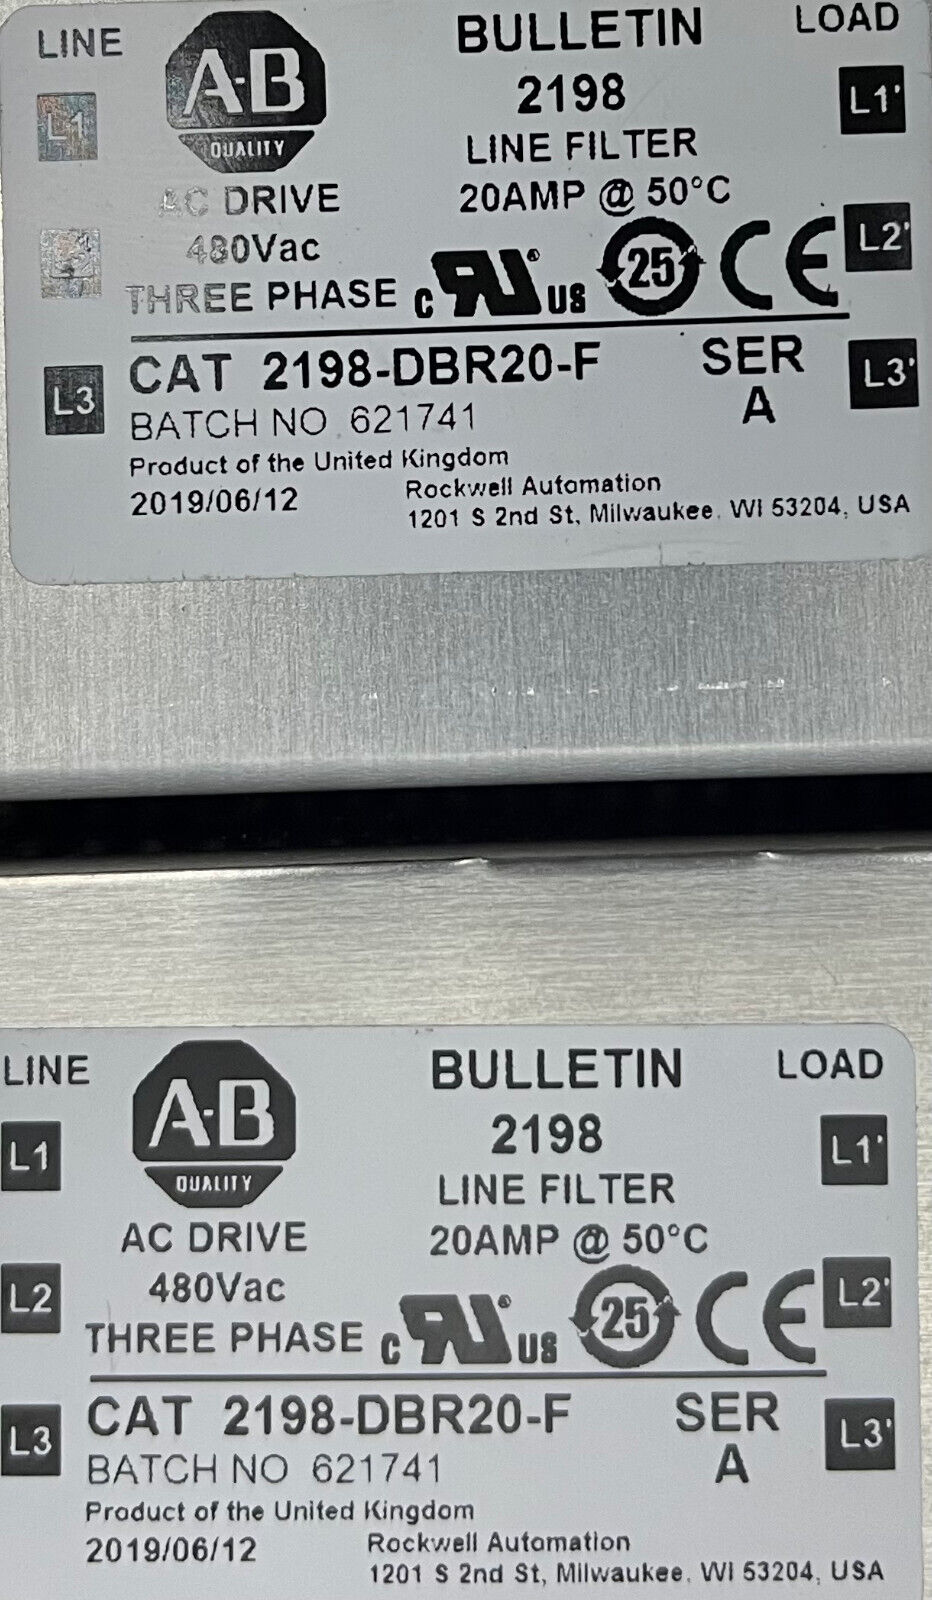 LINE
A-B
QUALITY
BULLETIN
2198
LOAD
L1
L1'
LINE FILTER
AC DRIVE
20AMP @ 50°C
480Vac
L2'
THREE PHASE
c RU® US
25
CE
CAT 2198-DBR20-F
SER
A
L3
L3'
BATCH NO 621741
Product of the United Kingdom
2019/06/12
Rockwell Automation
1201 S 2nd St, Milwaukee, WI 53204, USA
LINE
A-B
QUALITY
BULLETIN
2198
LOAD
L1
L1'
LINE FILTER
AC DRIVE
20AMP @ 50°C
480Vac
L2
L2'
THREE PHASE
c RU® US
25
CE
CAT 2198-DBR20-F
SER
A
L3
L3'
BATCH NO 621741
Product of the United Kingdom
2019/06/12
Rockwell Automation
1201 S 2nd St, Milwaukee, WI 53204, USA